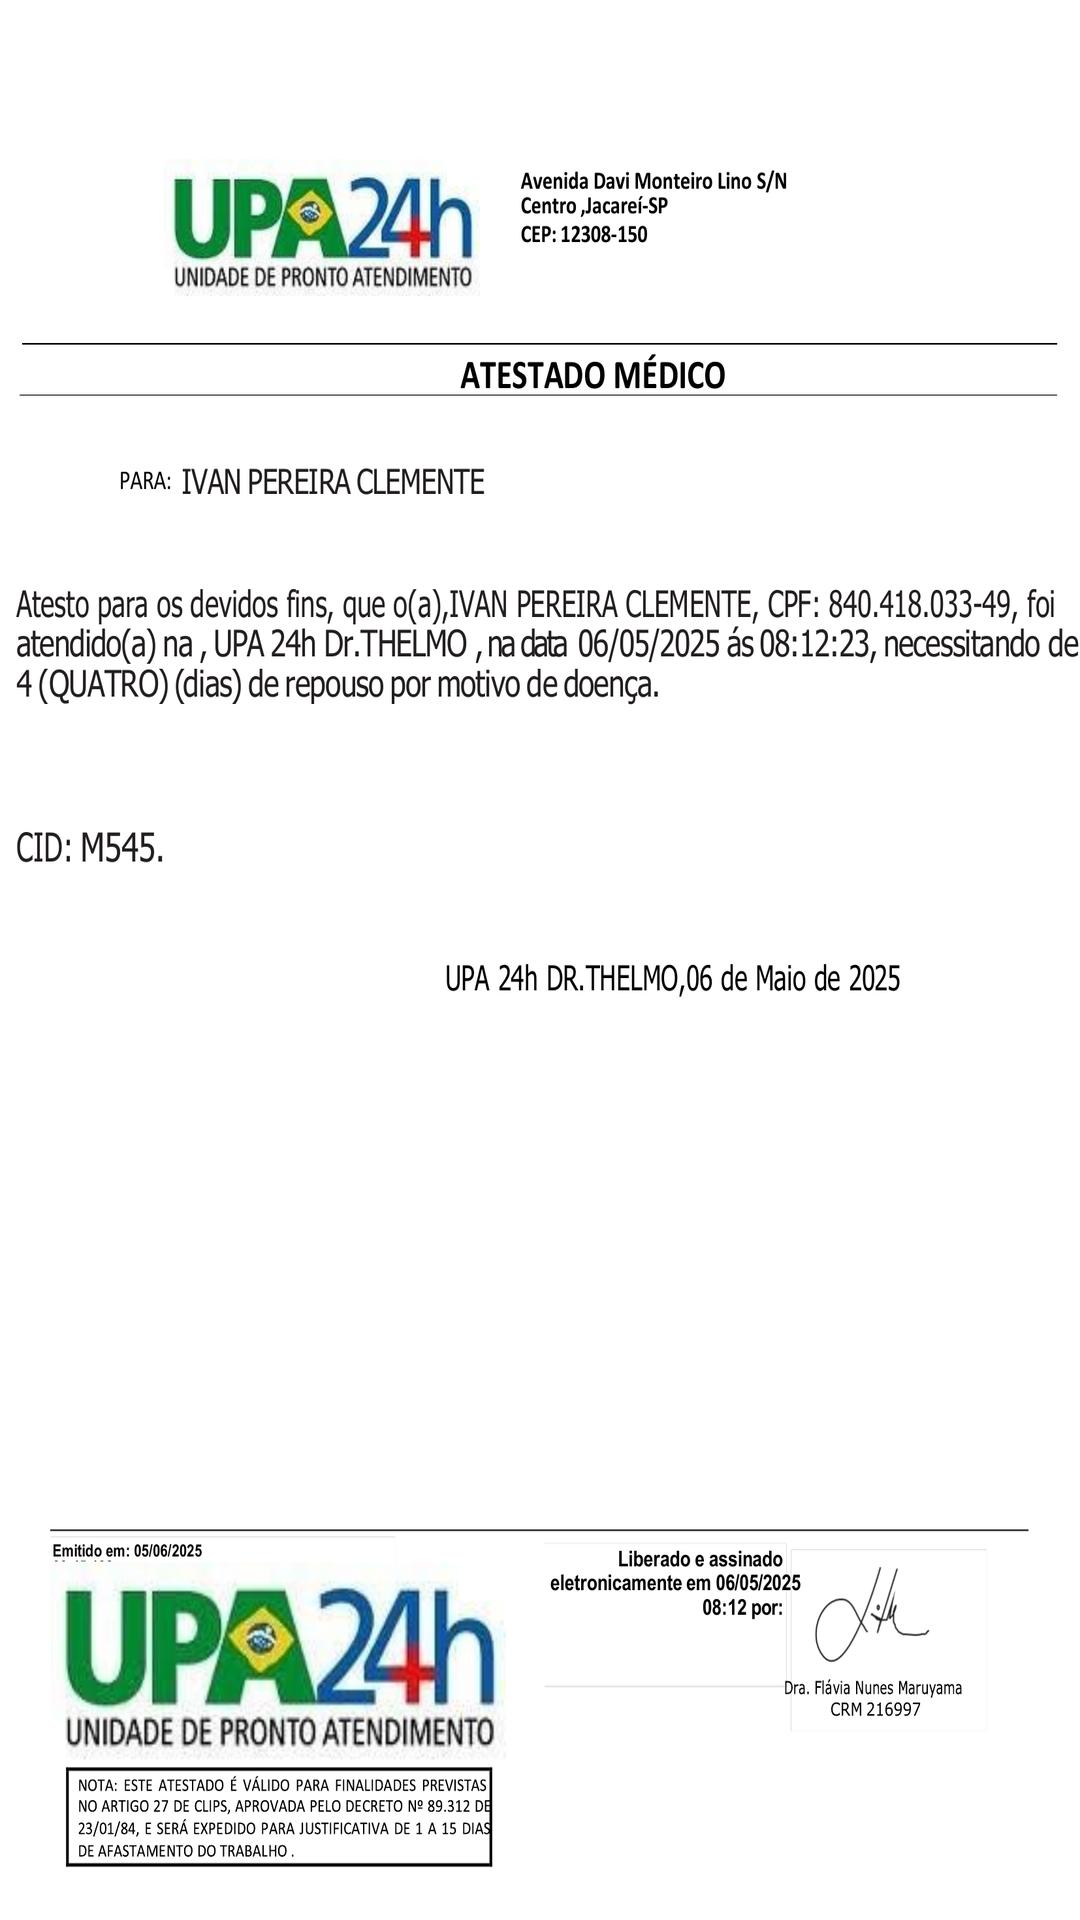 UPA24h
UNIDADE DE PRONTO ATENDIMENTO
Avenida Davi Monteiro Lino S/N
Centro ,Jacareí-SP
CEP: 12308-150
ATESTADO MÉDICO
PARA: IVAN PEREIRA CLEMENTE
Atesto para os devidos fins, que o(a),IVAN PEREIRA CLEMENTE, CPF: 840.418.033-49, foi
atendido(a) na , UPA 24h Dr.THELMO , na data 06/05/2025 ás 08:12:23, necessitando de
4 (QUATRO) (dias) de repouso por motivo de doença.
CID: M545.
UPA 24h DR.THELMO,06 de Maio de 2025
Emitido em: 05/06/2025
UPA24h
UNIDADE DE PRONTO ATENDIMENTO
Liberado e assinado
eletronicamente em 06/05/2025
08:12 por:
Dra. Flávia Nunes Maruyama
CRM 216997
NOTA: ESTE ATESTADO É VÁLIDO PARA FINALIDADES PREVISTAS
NO ARTIGO 27 DE CLIPS, APROVADA PELO DECRETO Nº 89.312 DE
23/01/84, E SERÁ EXPEDIDO PARA JUSTIFICATIVA DE 1 A 15 DIAS
DE AFASTAMENTO DO TRABALHO .